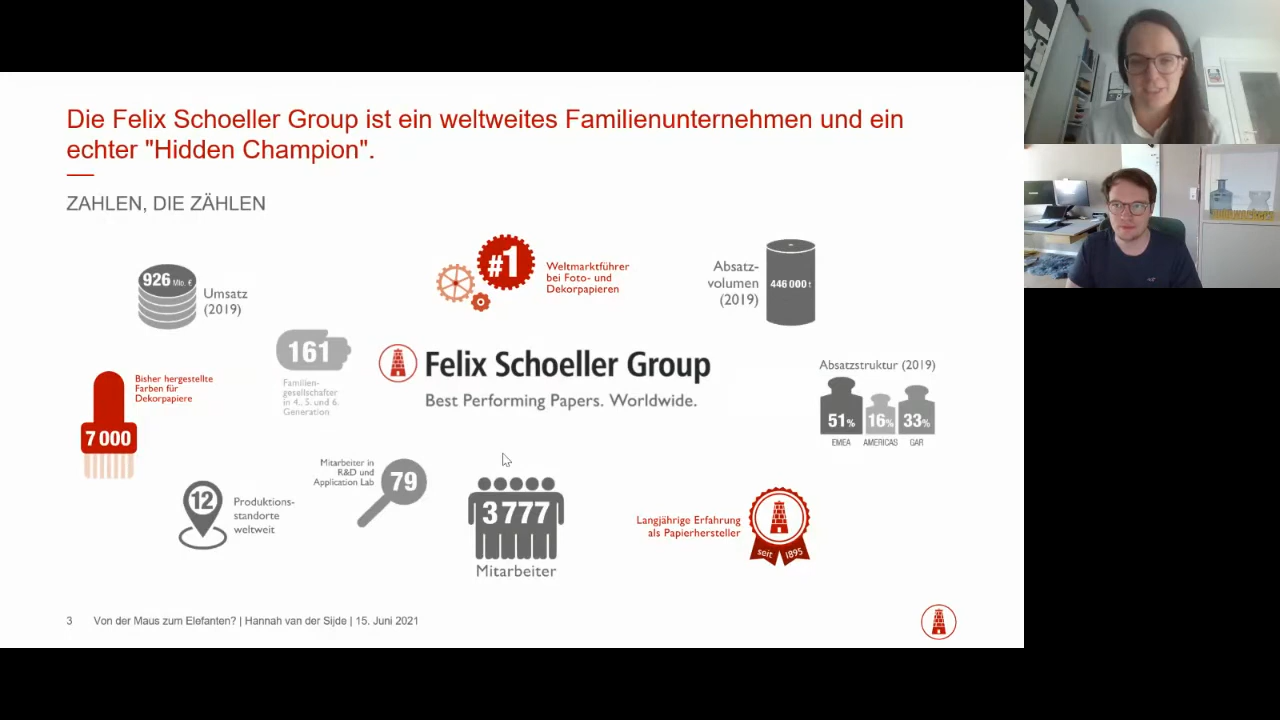 Die Felix Schoeller Group ist ein weltweites Familienunternehmen und ein
echter "Hidden Champion".
ZAHLEN, DIE ZÄHLEN
926 Mio. €
Umsatz
(2019)
#1
Weltmarktführer
bei Foto- und
Dekorpapieren
Absatz-
volumen
(2019)
446 000 t
161
Familien-
gesellschafter
in 4., 5. und 6.
Generation
Felix Schoeller Group
Best Performing Papers. Worldwide.
Absatzstruktur (2019)
51% 16% 33%
EMEA AMERICAS GAR
Bisher hergestellte
Farben für
Dekorpapiere
7 000
12
Produktions-
standorte
weltweit
Mitarbeiter in
R&D und
Application Lab
79
3 777
Mitarbeiter
Langjährige Erfahrung
als Papierhersteller
seit 1895
3 Von der Maus zum Elefanten? | Hannah van der Sijde | 15. Juni 2021